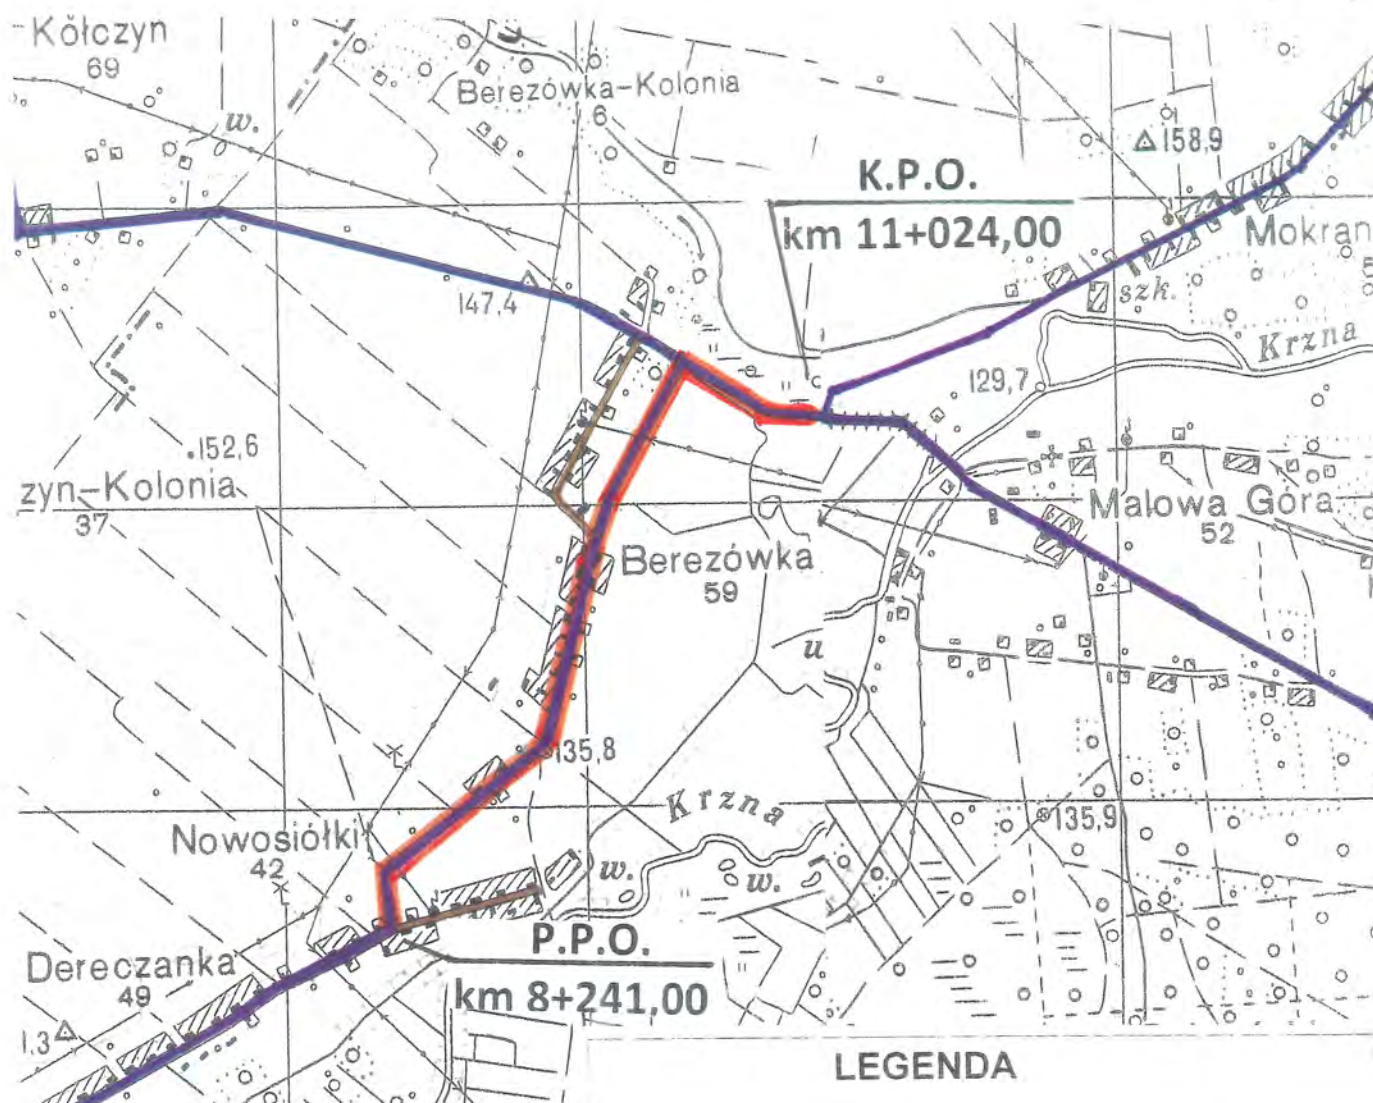 Kółczyn
69
w.
Berezówka-Kolonia
6
158,9
K.P.O.
km 11+024,00
Mokran
szk.
Krzna
147,4
129,7
152,6
zyn-Kolonia
37
Malowa Góra
52
Berezówka
59
u
135,8
Krzna
135,9
Nowosiółki
42
w.
w.
P.P.O.
km 8+241,00
Dereczanka
49
1.3
LEGENDA